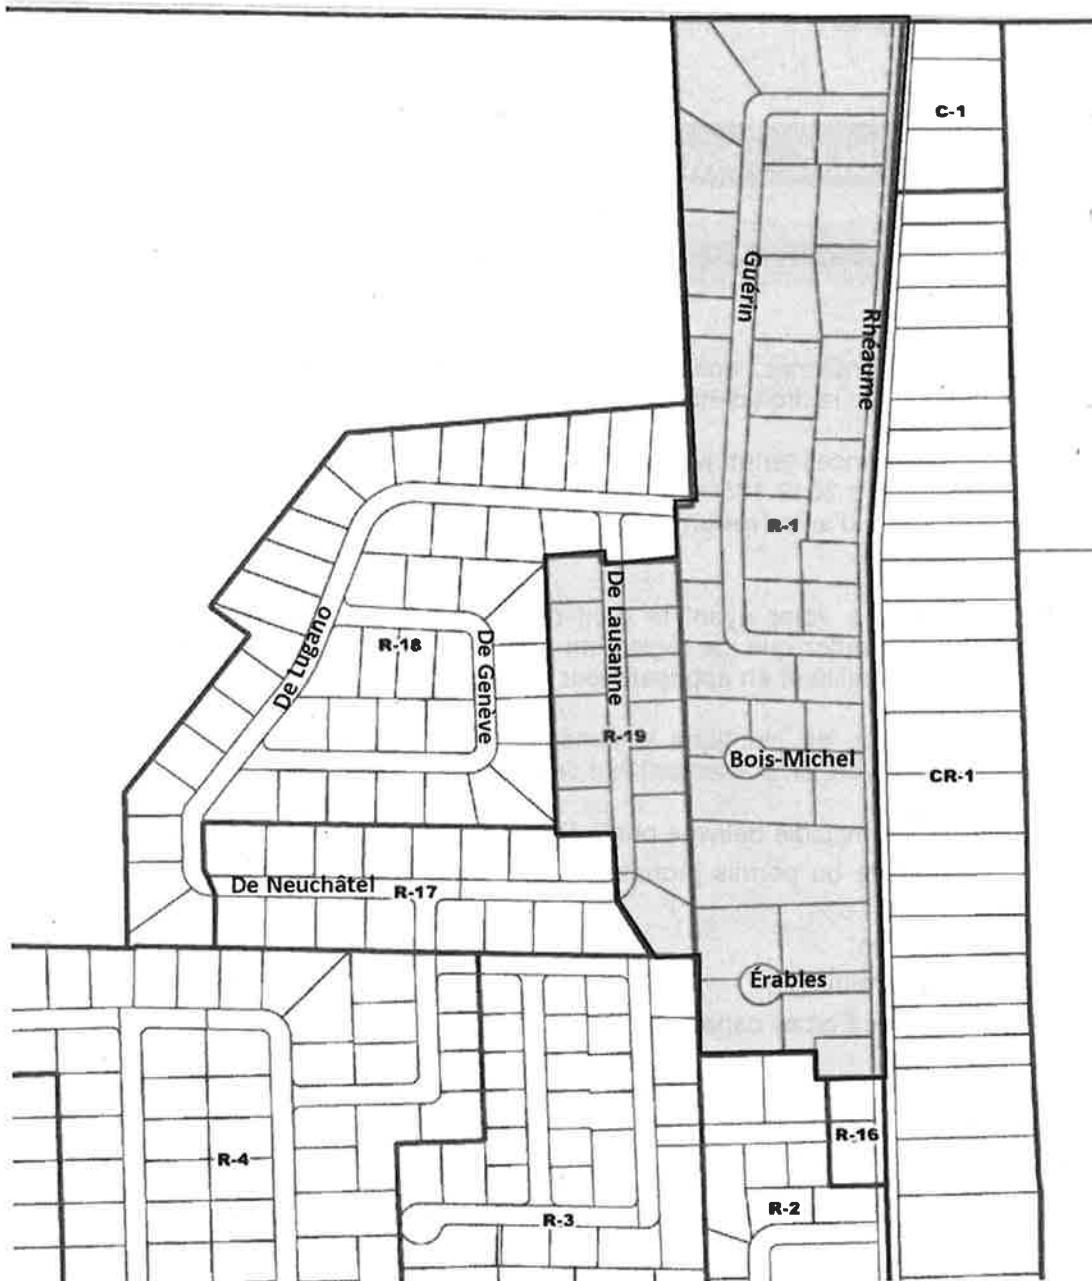 C-1
Guérin
Rhéaume
R-1
De Lugano
R-18
De Genève
De Lausanne
R-19
Bois-Michel
CR-1
De Neuchâtel
R-17
Érables
R-16
R-4
R-3
R-2